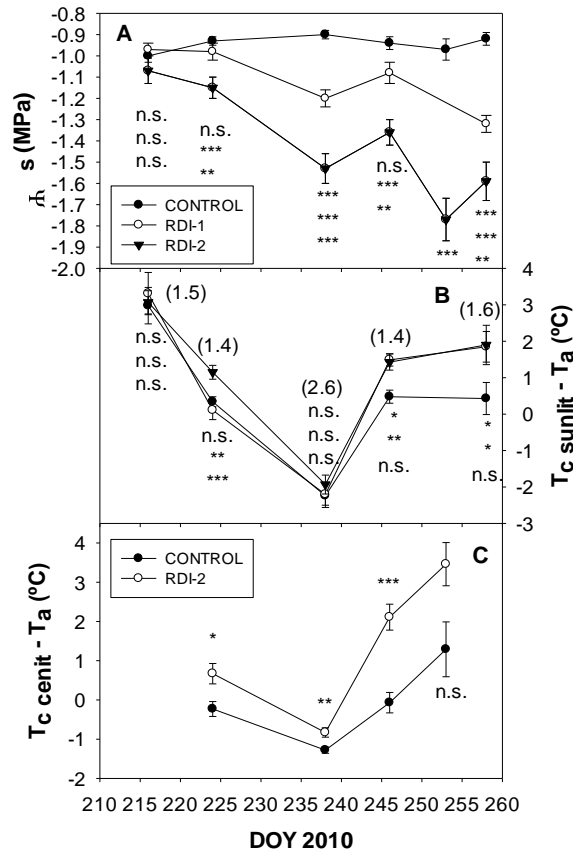 -0.8
-0.9
-1.0
-1.1
-1.2
-1.3
-1.4
-1.5
-1.6
-1.7
-1.8
-1.9
-2.0
Ψ s (MPa)
A
n.s.
n.s.
n.s.
n.s.
***
**
***
***
***
n.s.
***
**
***
***
***
**
CONTROL
RDI-1
RDI-2
B
4
3
2
1
0
-1
-2
-3
Tc sunlit - Ta (ºC)
(1.5)
(1.4)
(2.6)
(1.4)
(1.6)
n.s.
n.s.
n.s.
n.s.
**
***
n.s.
n.s.
n.s.
*
**
n.s.
*
*
n.s.
C
CONTROL
RDI-2
4
3
2
1
0
-1
-2
Tc cenit - Ta (ºC)
*
**
***
n.s.
210 215 220 225 230 235 240 245 250 255 260
DOY 2010